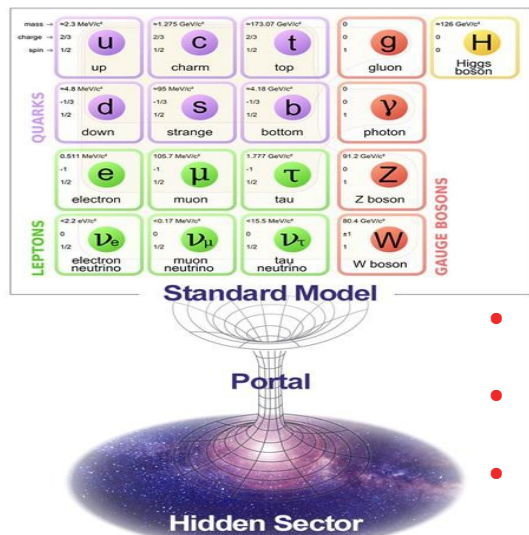 mass → ≈2.3 MeV/c² ≈1.275 GeV/c² ≈173.07 GeV/c² 0 ≈126 GeV/c²
charge → 2/3 2/3 2/3 0 0
spin → 1/2 1/2 1/2 1 0
u c t g H
up charm top gluon Higgs
boson
QUARKS
≈4.8 MeV/c² ≈95 MeV/c² ≈4.18 GeV/c² 0
-1/3 -1/3 -1/3 0
1/2 1/2 1/2 1
d s b γ
down strange bottom photon
0.511 MeV/c² 105.7 MeV/c² 1.777 GeV/c² 91.2 GeV/c²
-1 -1 -1 0
1/2 1/2 1/2 1
e μ τ Z
electron muon tau Z boson
LEPTONS
GAUGE BOSONS
<2.2 eV/c² <0.17 MeV/c² <15.5 MeV/c² 80.4 GeV/c²
0 0 0 ±1
1/2 1/2 1/2 1
νe νμ ντ W
electron muon tau W boson
neutrino neutrino neutrino
Standard Model
Portal
Hidden Sector